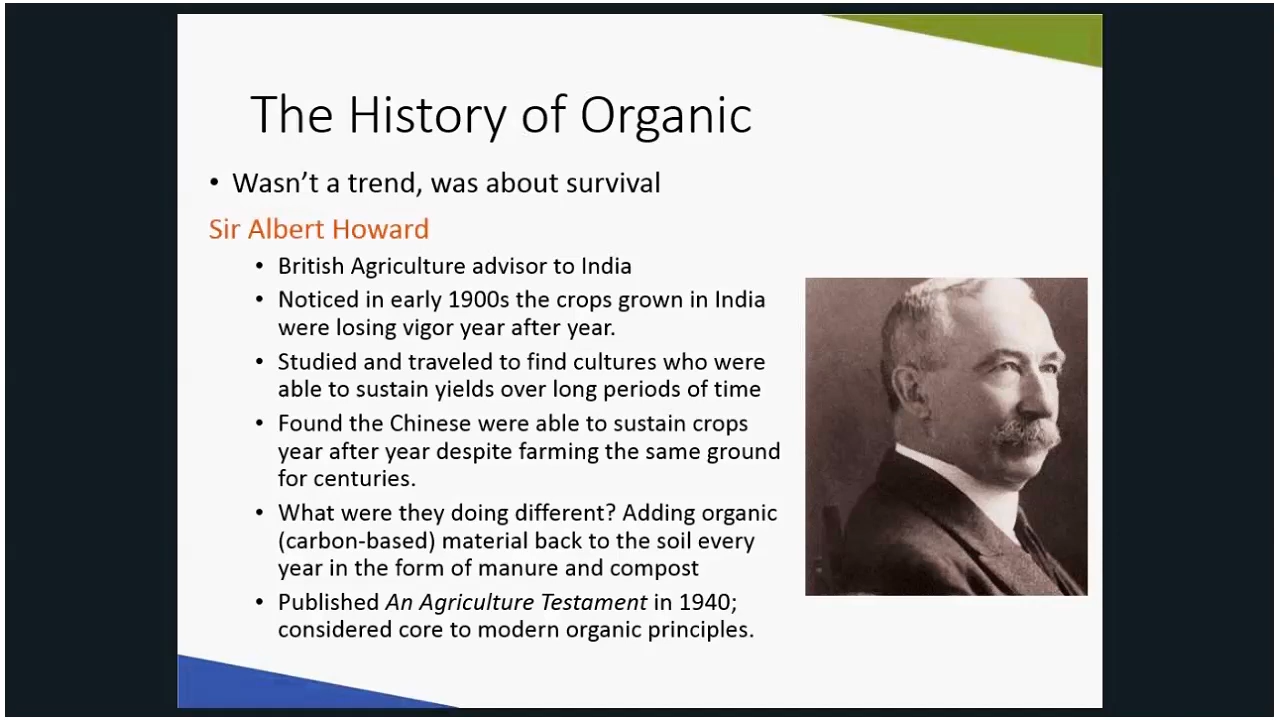 The History of Organic
• Wasn't a trend, was about survival
Sir Albert Howard
• British Agriculture advisor to India
• Noticed in early 1900s the crops grown in India
were losing vigor year after year.
• Studied and traveled to find cultures who were
able to sustain yields over long periods of time
• Found the Chinese were able to sustain crops
year after year despite farming the same ground
for centuries.
• What were they doing different? Adding organic
(carbon-based) material back to the soil every
year in the form of manure and compost
• Published An Agriculture Testament in 1940;
considered core to modern organic principles.